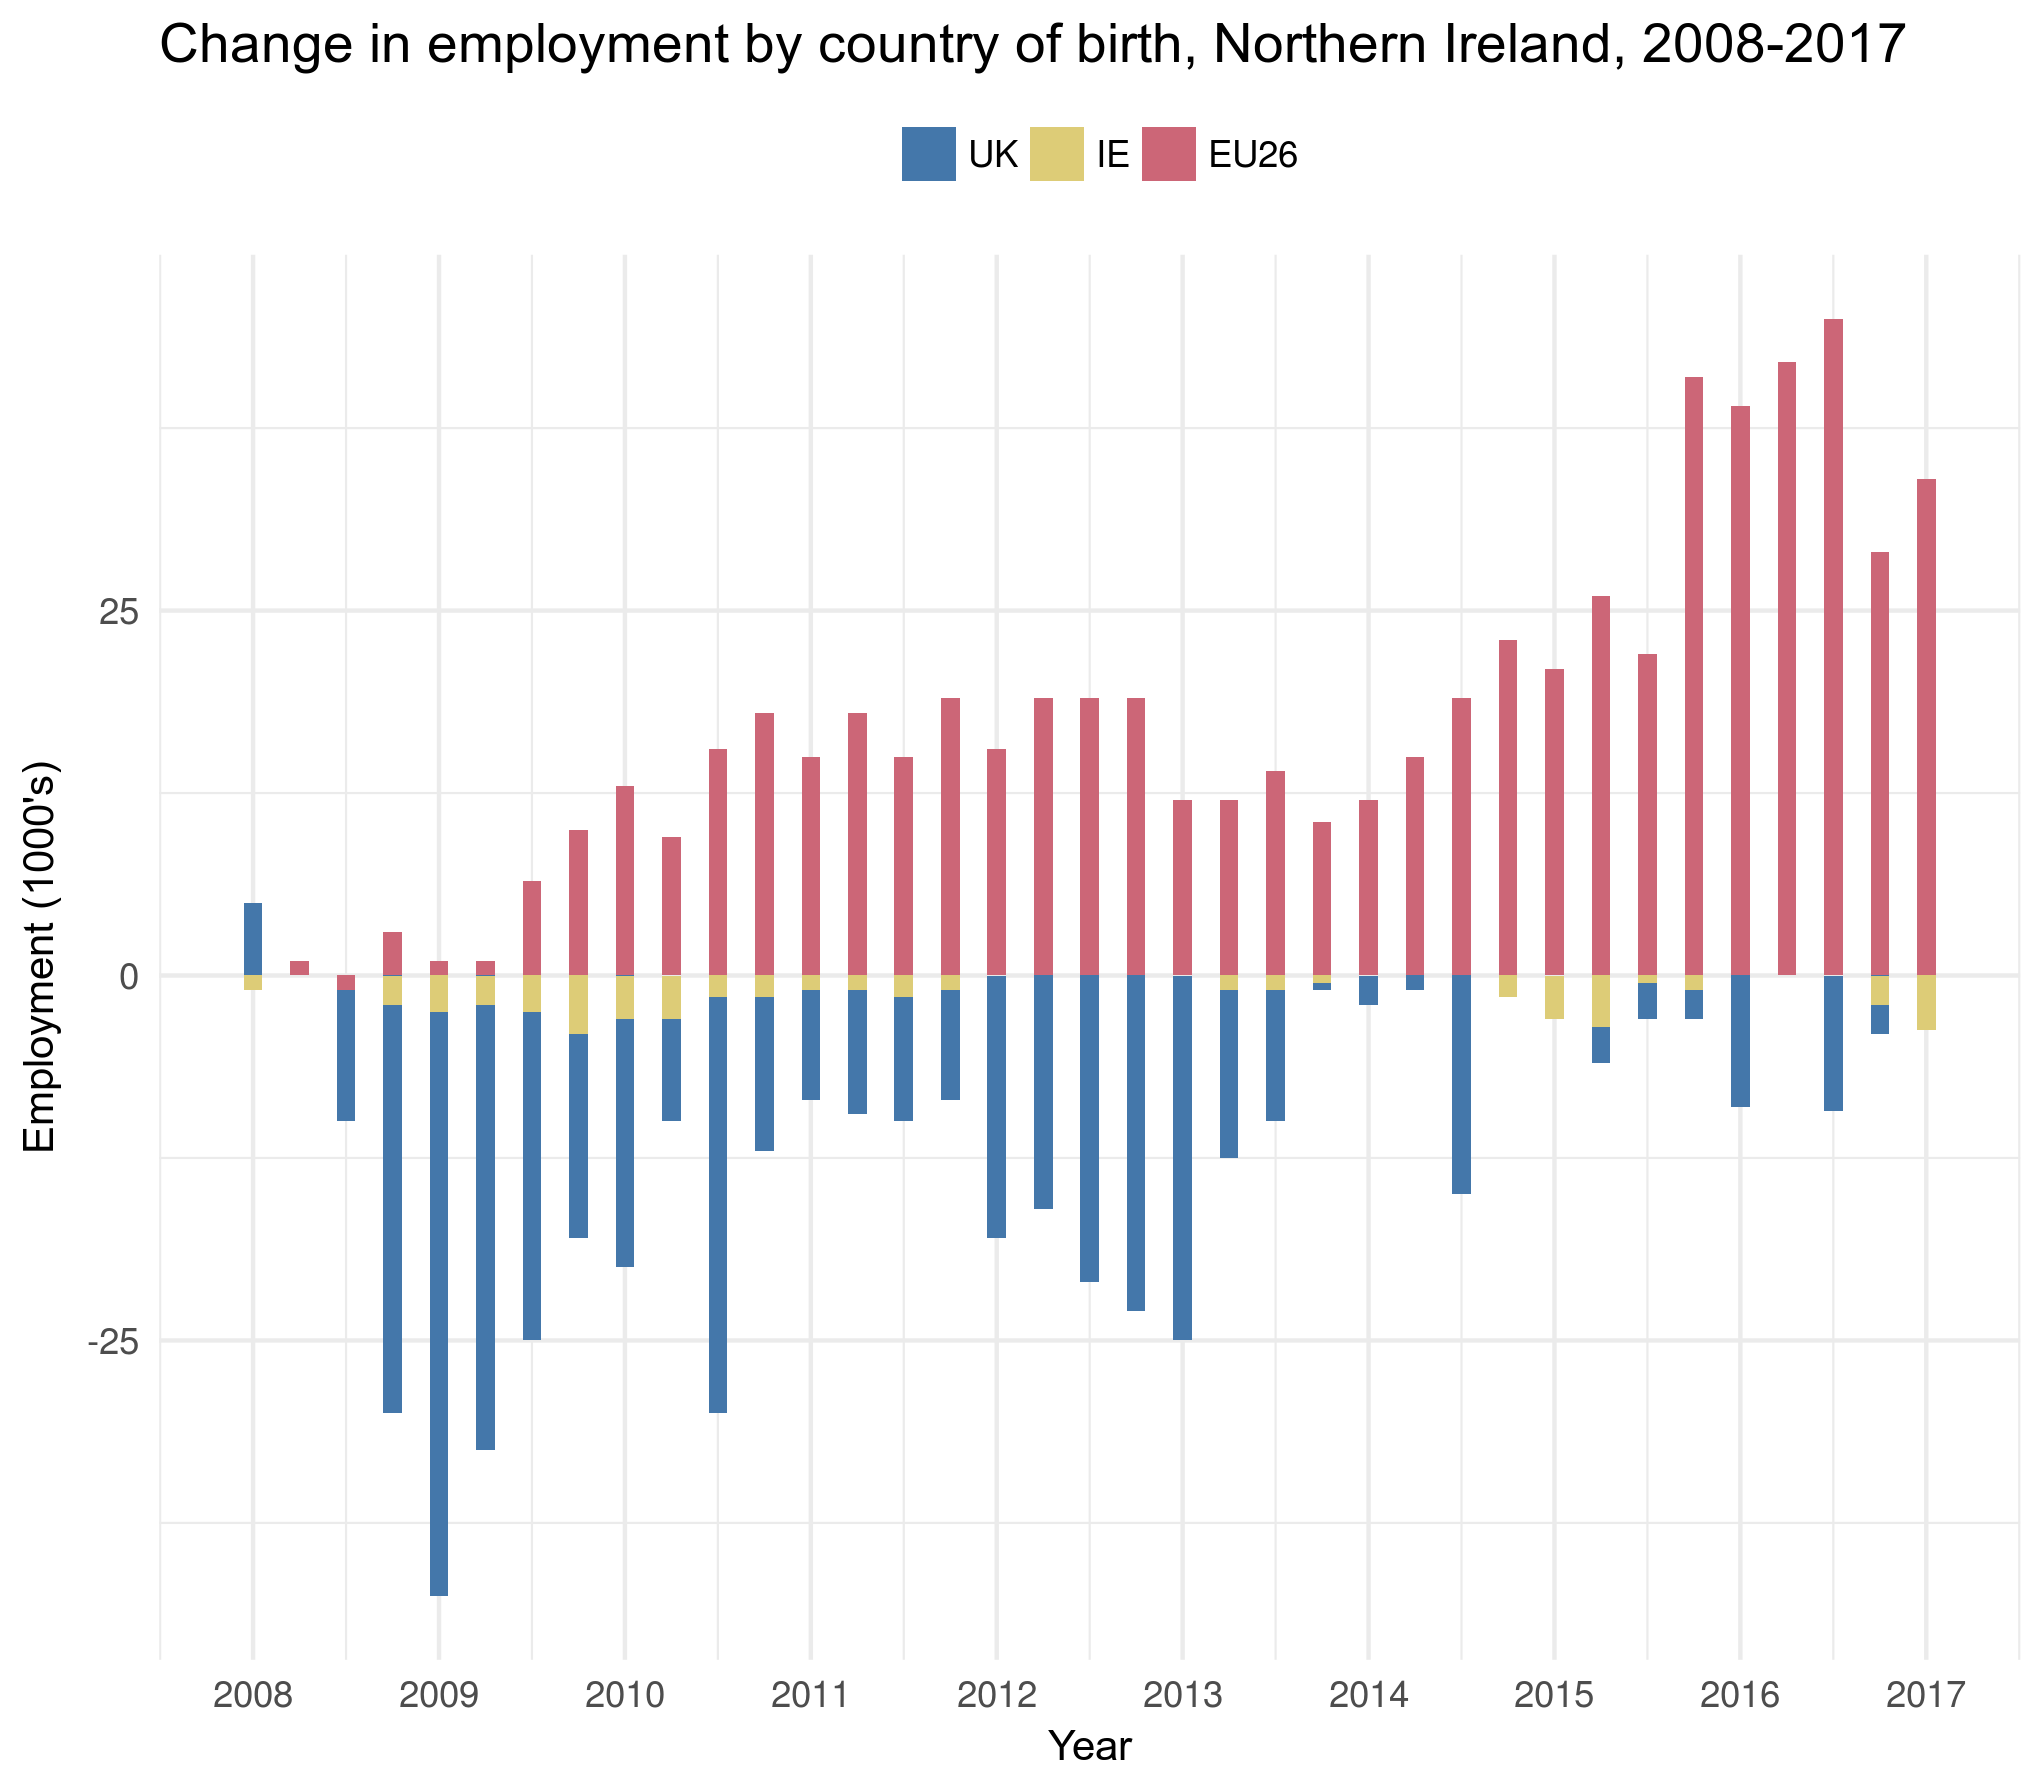 Change in employment by country of birth, Northern Ireland, 2008-2017
UK IE EU26
25
0
-25
Employment (1000's)
2008 2009 2010 2011 2012 2013 2014 2015 2016 2017
Year